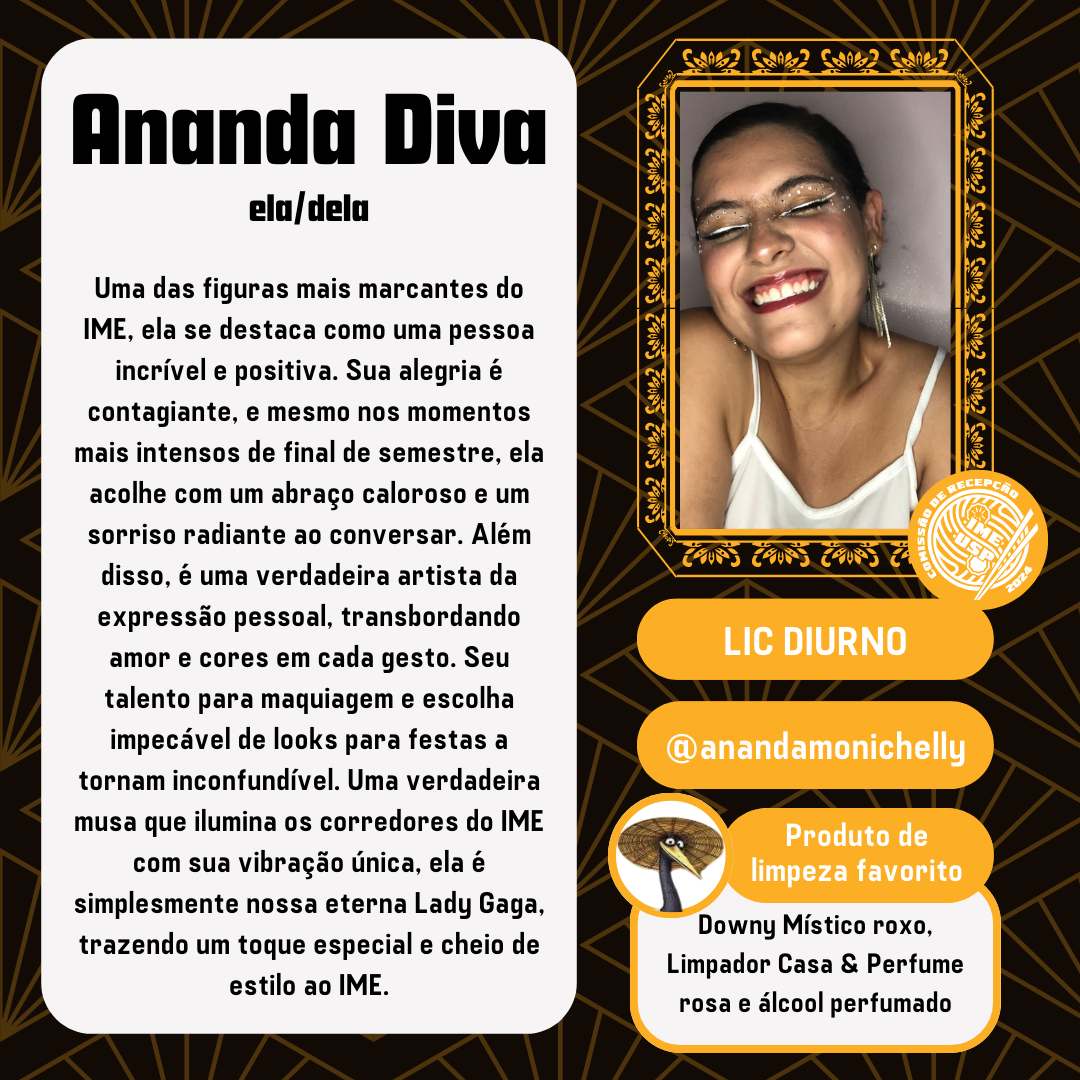 Ananda Diva
ela/dela
Uma das figuras mais marcantes do
IME, ela se destaca como uma pessoa
incrível e positiva. Sua alegria é
contagiante, e mesmo nos momentos
mais intensos de final de semestre, ela
acolhe com um abraço caloroso e um
sorriso radiante ao conversar. Além
disso, é uma verdadeira artista da
expressão pessoal, transbordando
amor e cores em cada gesto. Seu
talento para maquiagem e escolha
impecável de looks para festas a
tornam inconfundível. Uma verdadeira
musa que ilumina os corredores do IME
com sua vibração única, ela é
simplesmente nossa eterna Lady Gaga,
trazendo um toque especial e cheio de
estilo ao IME.
COMISSÃO DE RECEPÇÃO
IME
USP
2024
LIC DIURNO
@anandamonichelly
Produto de
limpeza favorito
Downy Místico roxo,
Limpador Casa & Perfume
rosa e álcool perfumado